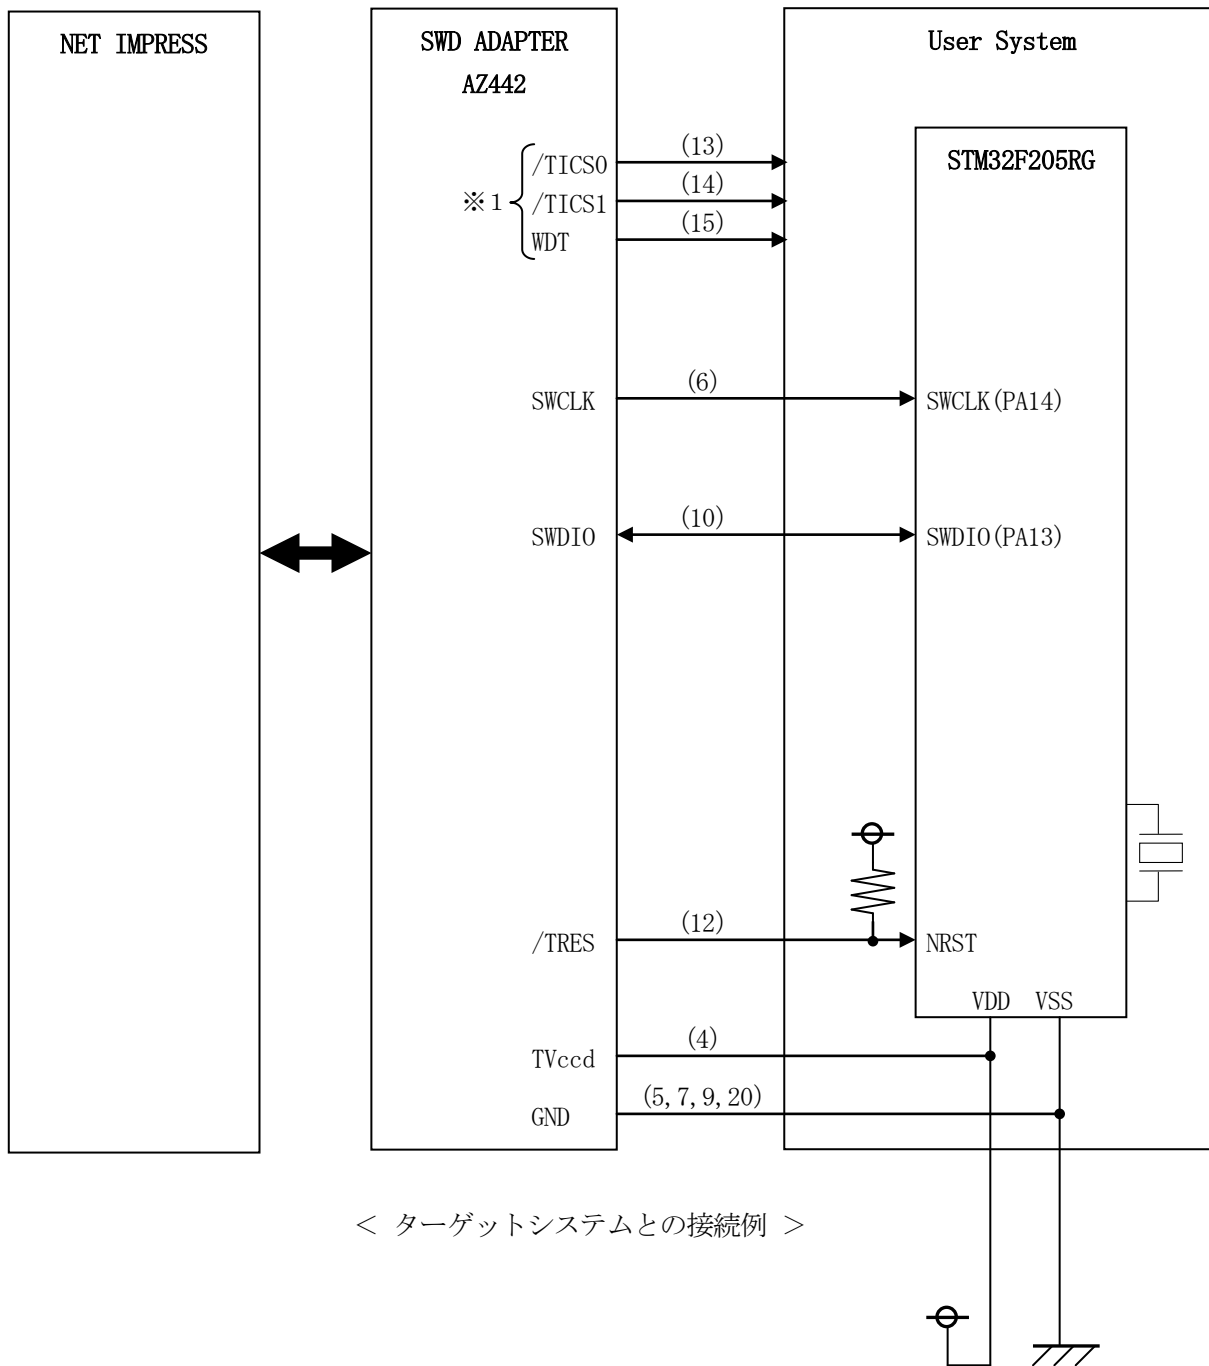 NET IMPRESS
SWD ADAPTER
AZ442
User System
STM32F205RG
※1
/TICS0
(13)
/TICS1
(14)
WDT
(15)
SWCLK
(6)
SWCLK(PA14)
SWDIO
(10)
SWDIO(PA13)
/TRES
(12)
NRST
VDD VSS
TVccd
(4)
GND
(5,7,9,20)
＜ ターゲットシステムとの接続例 ＞